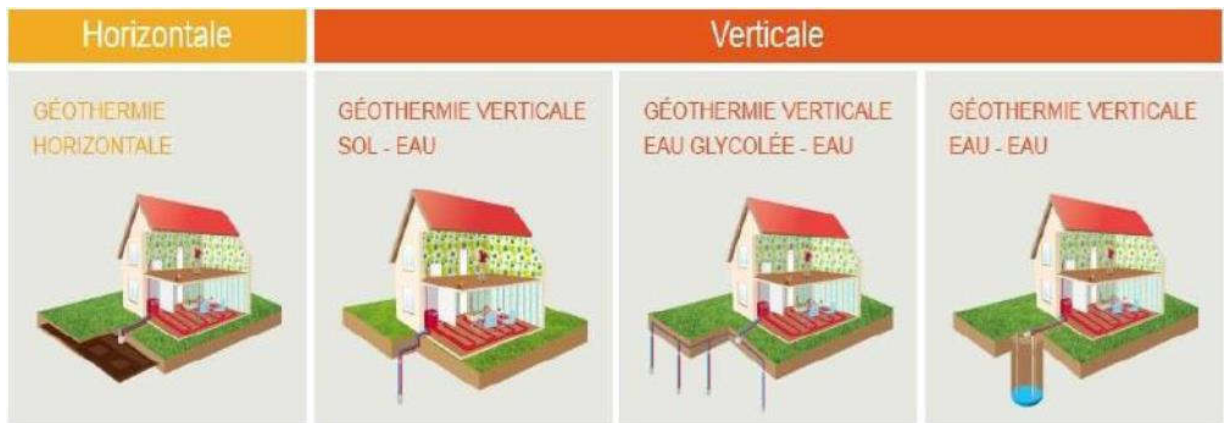 Horizontale
Verticale
GÉOTHERMIE
HORIZONTALE
GÉOTHERMIE VERTICALE
SOL - EAU
GÉOTHERMIE VERTICALE
EAU GLYCOLÉE - EAU
GÉOTHERMIE VERTICALE
EAU - EAU